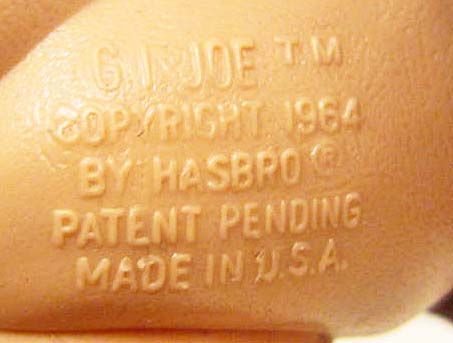 G.I. JOE TM
COPYRIGHT 1964
BY HASBRO ®
PATENT PENDING
MADE IN U.S.A.